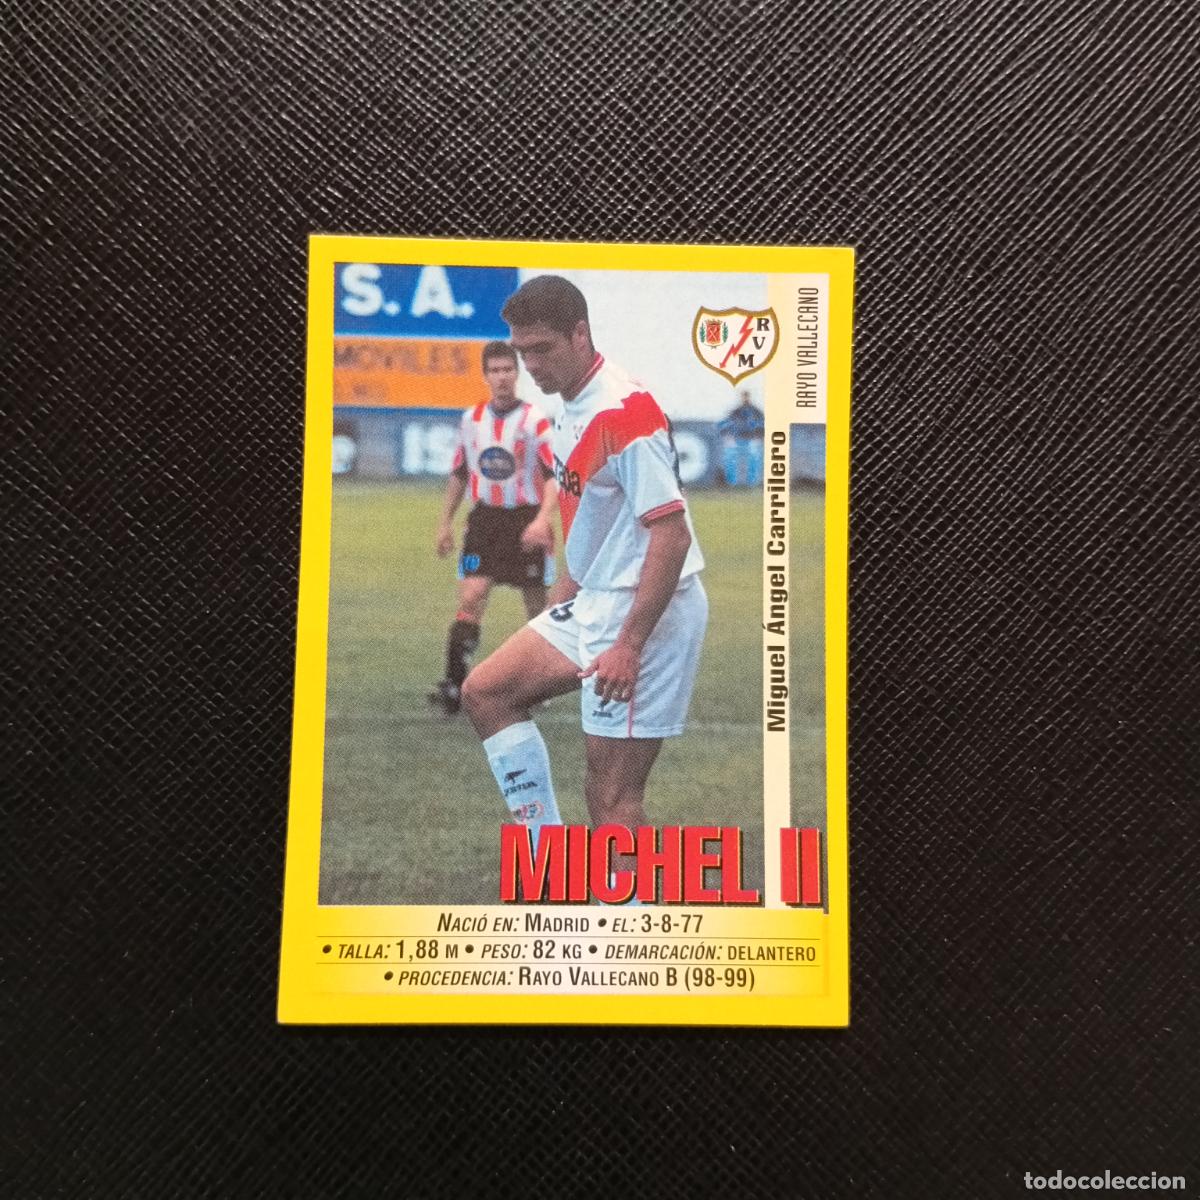 S.A.
MOVILES
RVM
RAYO VALLECANO
Miguel Ángel Carrilero
MICHEL II
NACIÓ EN: MADRID • EL: 3-8-77
• TALLA: 1,88 M • PESO: 82 KG • DEMARCACIÓN: DELANTERO
• PROCEDENCIA: RAYO VALLECANO B (98-99)
todocoleccion